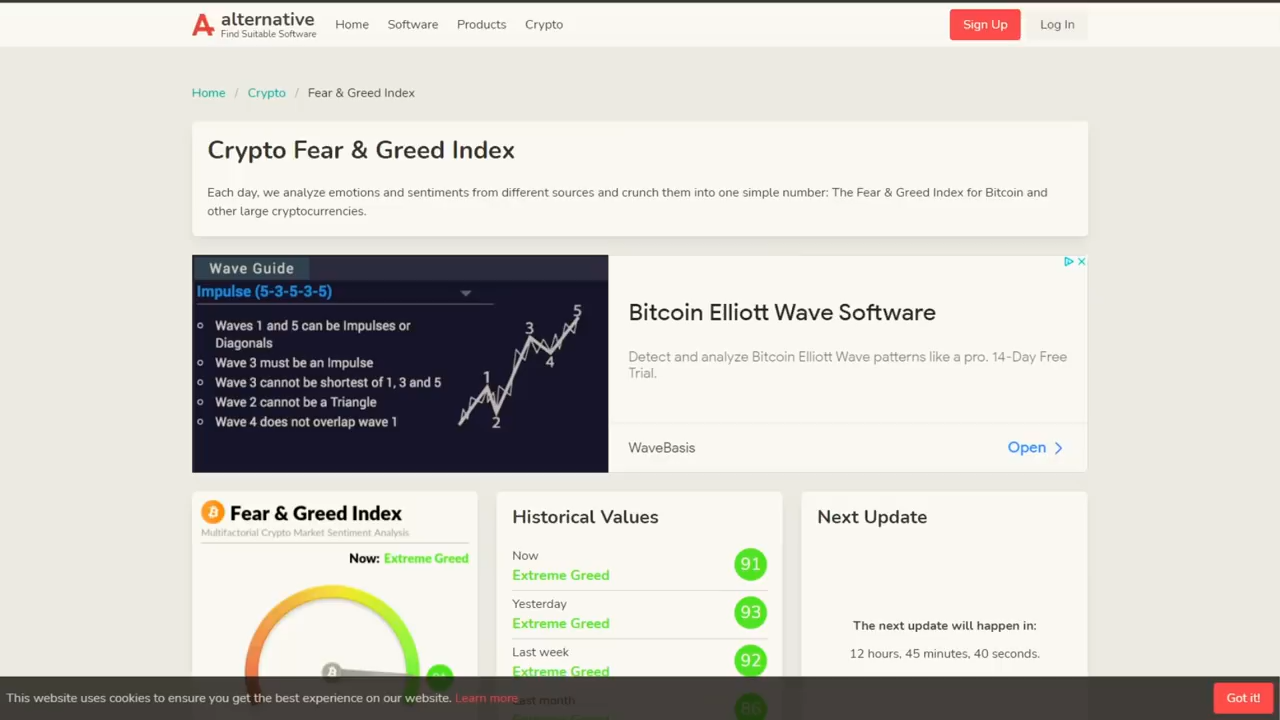 alternative
Find Suitable Software
Home
Software
Products
Crypto
Sign Up
Log In
Home / Crypto / Fear & Greed Index
Crypto Fear & Greed Index
Each day, we analyze emotions and sentiments from different sources and crunch them into one simple number: The Fear & Greed Index for Bitcoin and
other large cryptocurrencies.
Wave Guide
Impulse (5-3-5-3-5)
Waves 1 and 5 can be Impulses or
Diagonals
Wave 3 must be an Impulse
Wave 3 cannot be shortest of 1, 3 and 5
Wave 2 cannot be a Triangle
Wave 4 does not overlap wave 1
1
2
3
4
5
Bitcoin Elliott Wave Software
Detect and analyze Bitcoin Elliott Wave patterns like a pro. 14-Day Free
Trial.
WaveBasis
Open
Fear & Greed Index
Multifactorial Crypto Market Sentiment Analysis
Now: Extreme Greed
Historical Values
Now
Extreme Greed
91
Yesterday
Extreme Greed
93
Last week
Extreme Greed
92
Last month
86
Next Update
The next update will happen in:
12 hours, 45 minutes, 40 seconds.
This website uses cookies to ensure you get the best experience on our website. Learn more
Got it!